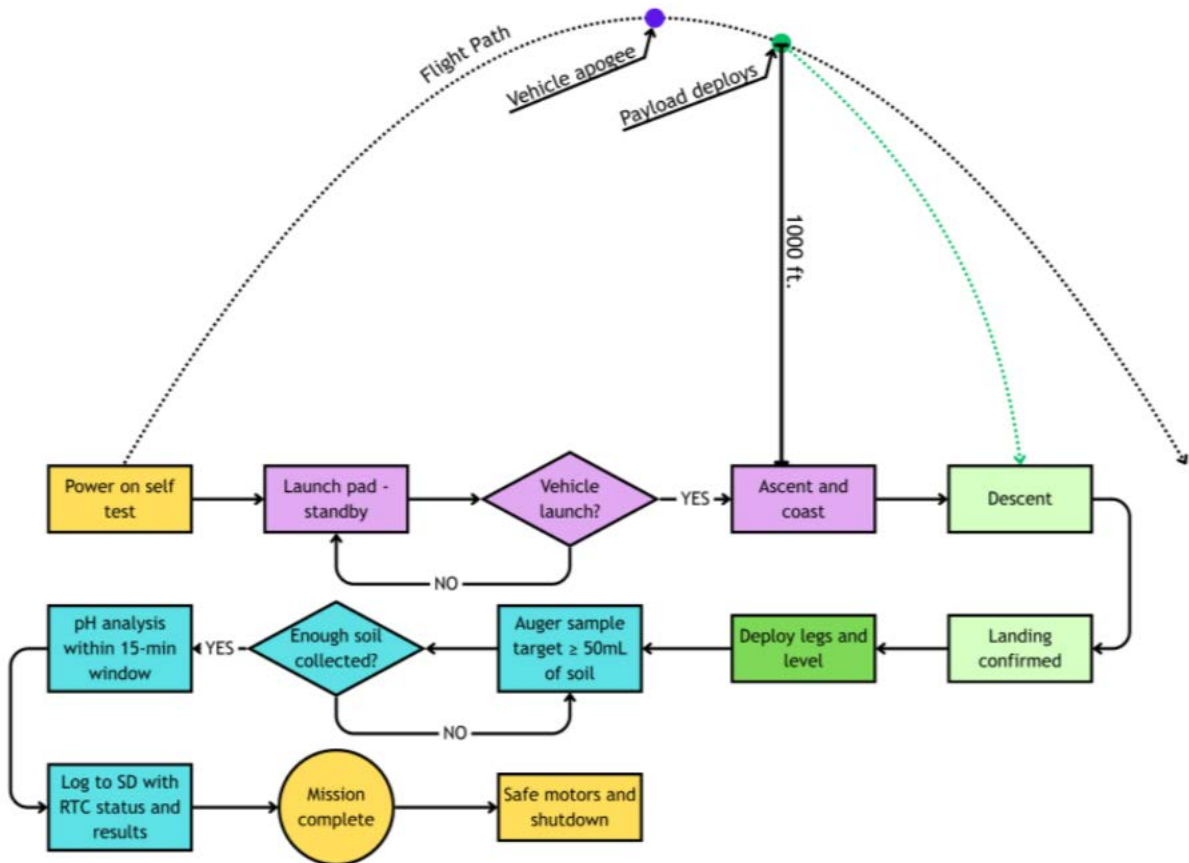 Flight Path
Vehicle apogee
Payload deploys
1000 ft.
Power on self
test
Launch pad -
standby
Vehicle
launch?
YES
Ascent and
coast
Descent
NO
pH analysis
within 15-min
window
YES
Enough soil
collected?
Auger sample
target ≥ 50mL
of soil
Deploy legs and
level
Landing
confirmed
NO
Log to SD with
RTC status and
results
Mission
complete
Safe motors and
shutdown